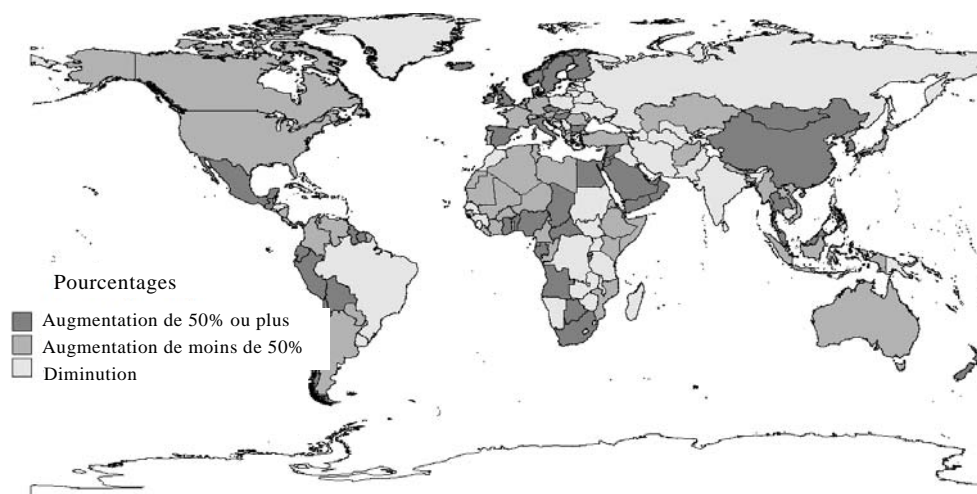 Pourcentages
Augmentation de 50% ou plus
Augmentation de moins de 50%
Diminution